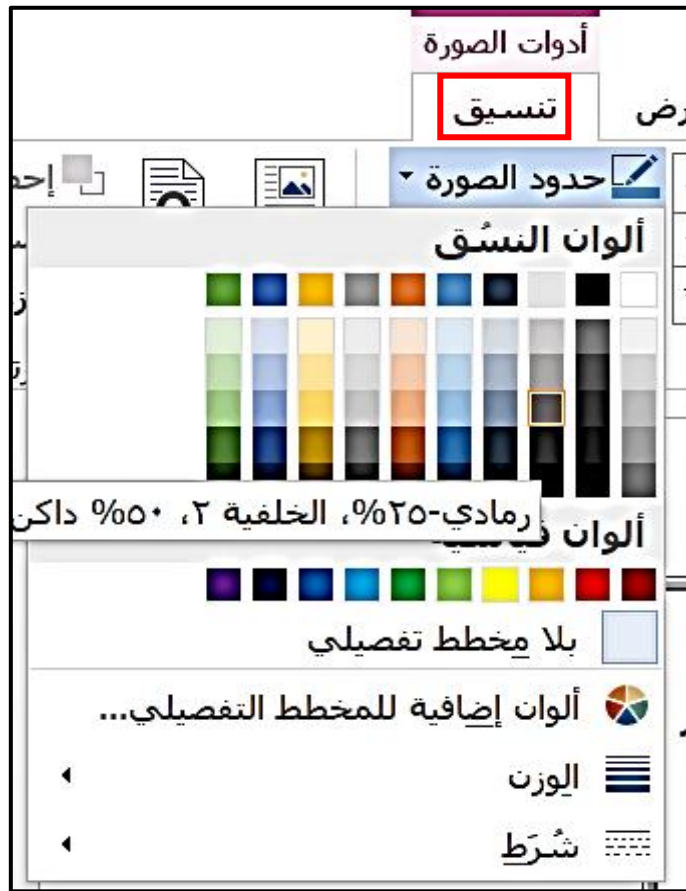 أدوات الصورة
تنسيق
حدود الصورة
ألوان النسُق
رمادي-٢٥%، الخلفية ٢، ٥٠% داكن
ألوان
بلا مخطط تفصيلي
ألوان إضافية للمخطط التفصيلي...
الوزن
شُرَط